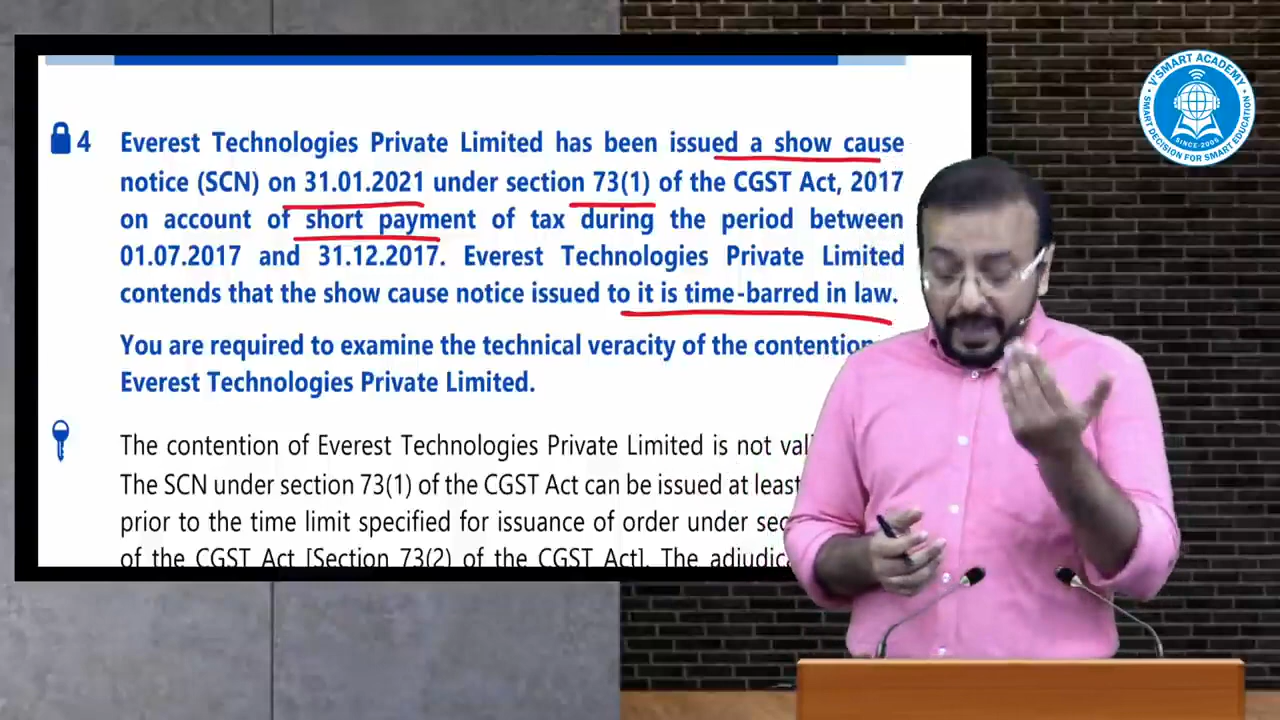 4 Everest Technologies Private Limited has been issued a show cause
notice (SCN) on 31.01.2021 under section 73(1) of the CGST Act, 2017
on account of short payment of tax during the period between
01.07.2017 and 31.12.2017. Everest Technologies Private Limited
contends that the show cause notice issued to it is time-barred in law.
You are required to examine the technical veracity of the contention
Everest Technologies Private Limited.
The contention of Everest Technologies Private Limited is not
The SCN under section 73(1) of the CGST Act can be issued at least
prior to the time limit specified for issuance of order under
of the CGST Act [Section 73(2) of the CGST Act]. The
V'SMART ACADEMY
SINCE-2005
SMART DECISION FOR SMART EDUCATION